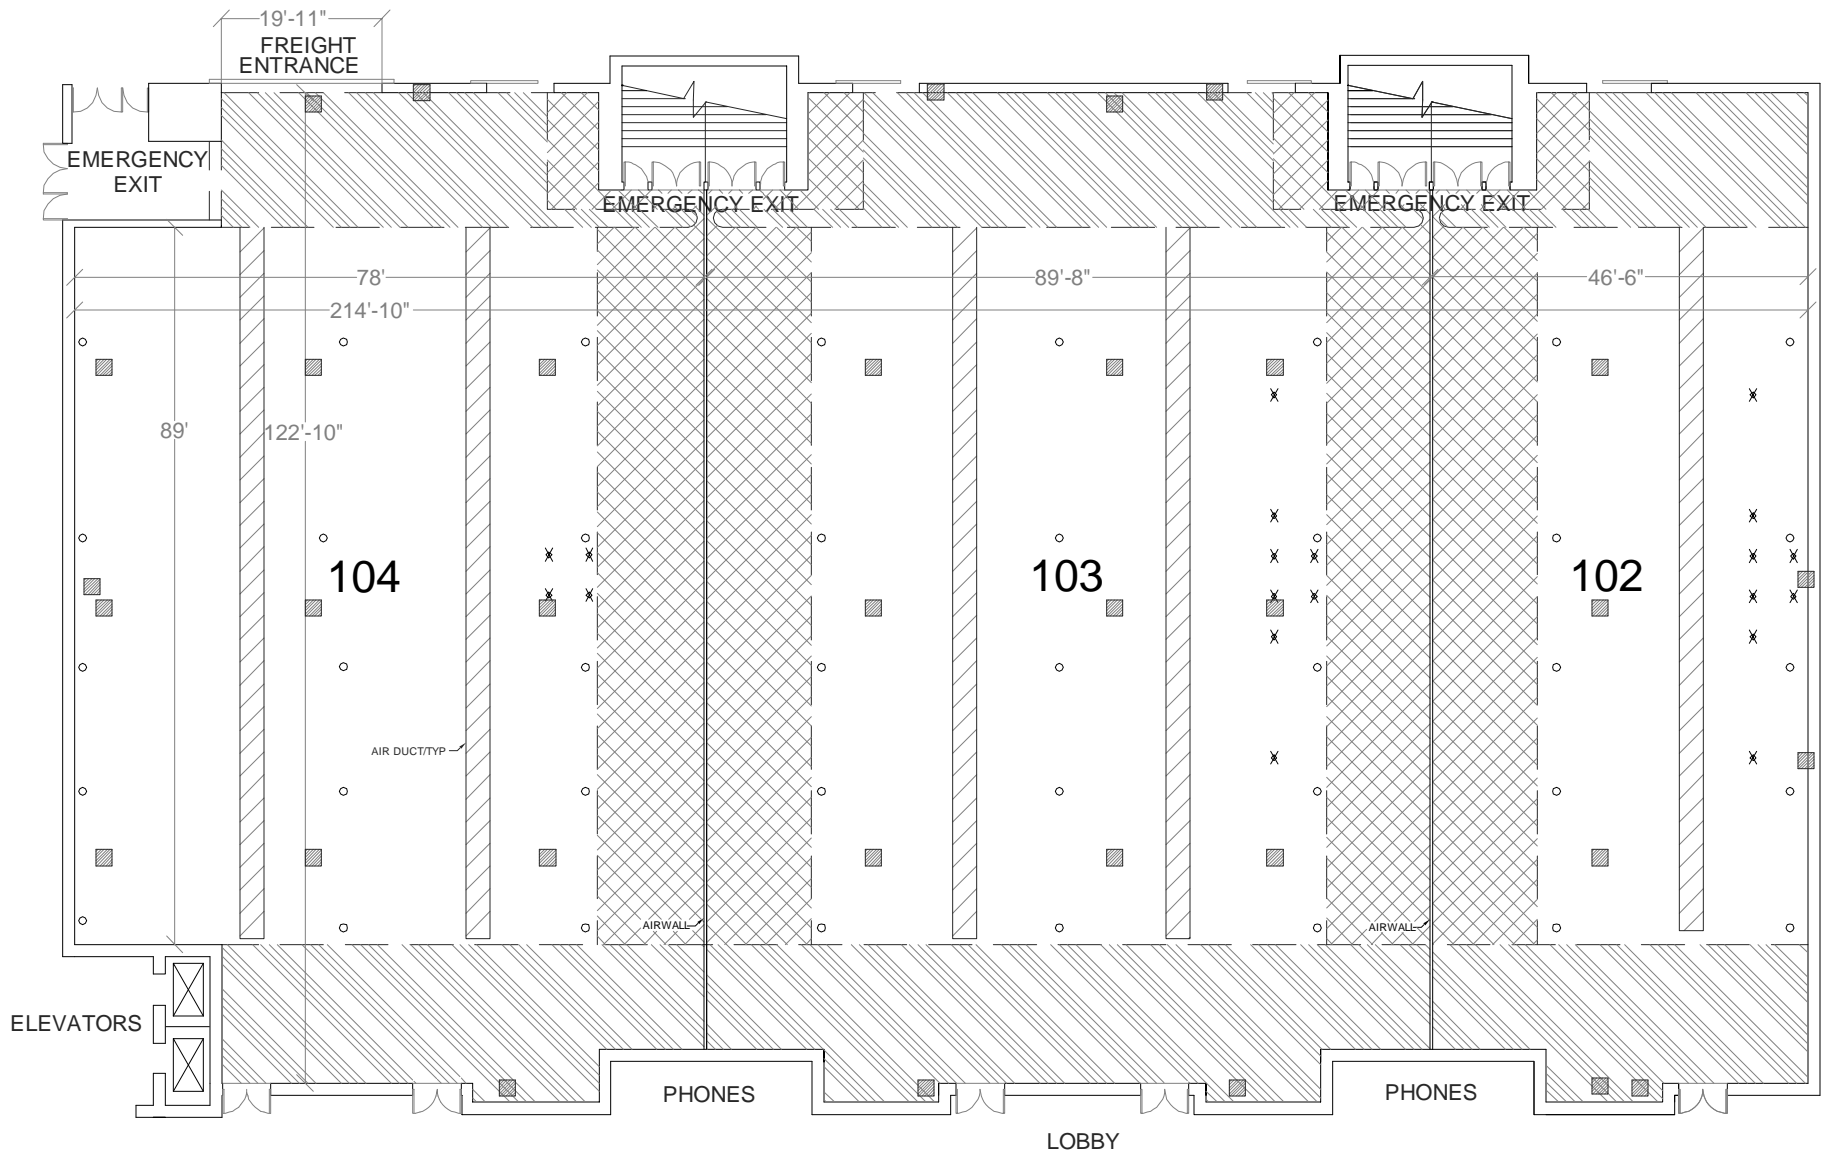 19'-11"
FREIGHT
ENTRANCE
EMERGENCY
EXIT
EMERGENCY EXIT
EMERGENCY EXIT
78'
89'-8"
46'-6"
214'-10"
89'
122'-10"
104
103
102
AIR DUCT/TYP
AIRWALL
AIRWALL
ELEVATORS
PHONES
PHONES
LOBBY